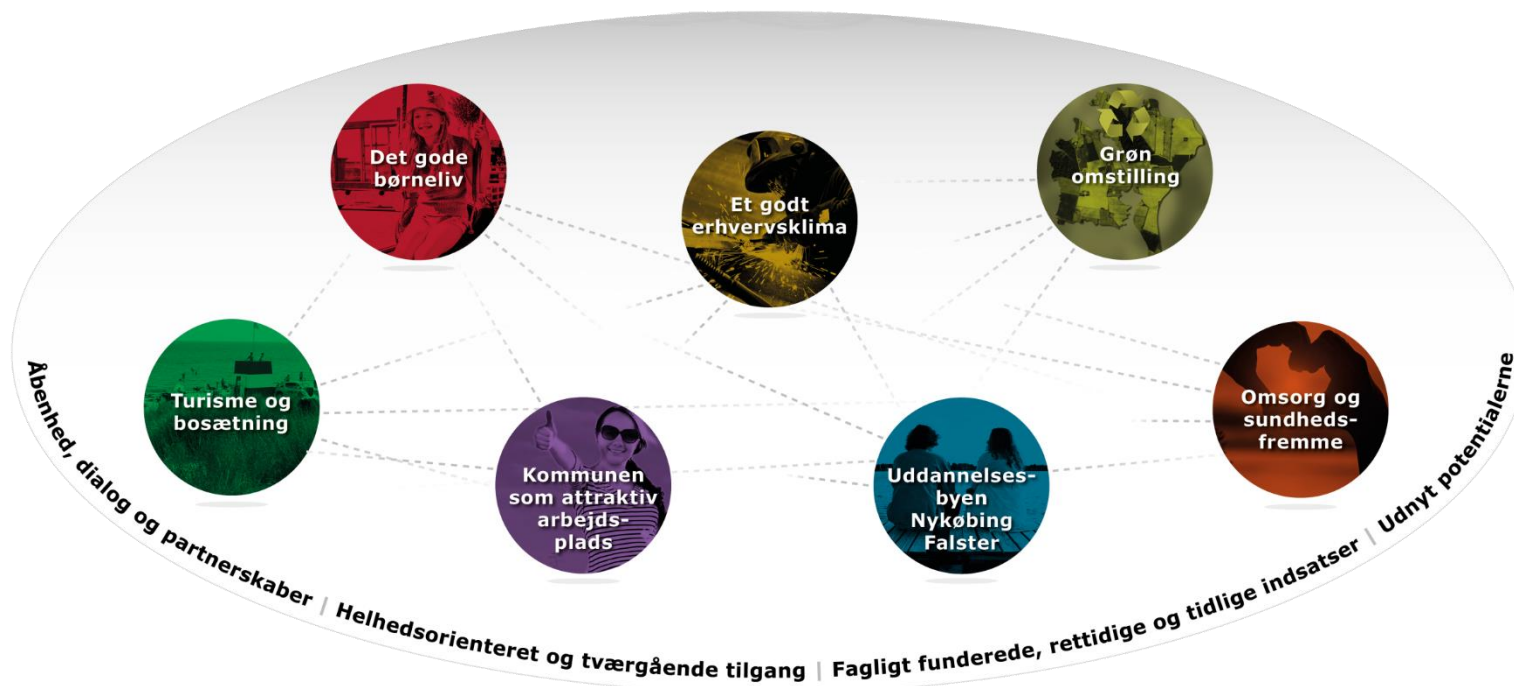 Det gode
børneliv
Et godt
erhvervsklima
Grøn
omstilling
Turisme og
bosætning
Kommunen
som attraktiv
arbejds-
plads
Uddannelses-
byen
Nykøbing
Falster
Omsorg og
sundheds-
fremme
Åbenhed, dialog og partnerskaber | Helhedsorienteret og tværgående tilgang | Fagligt funderede, rettidige og tidlige indsatser | Udnyt potentialerne